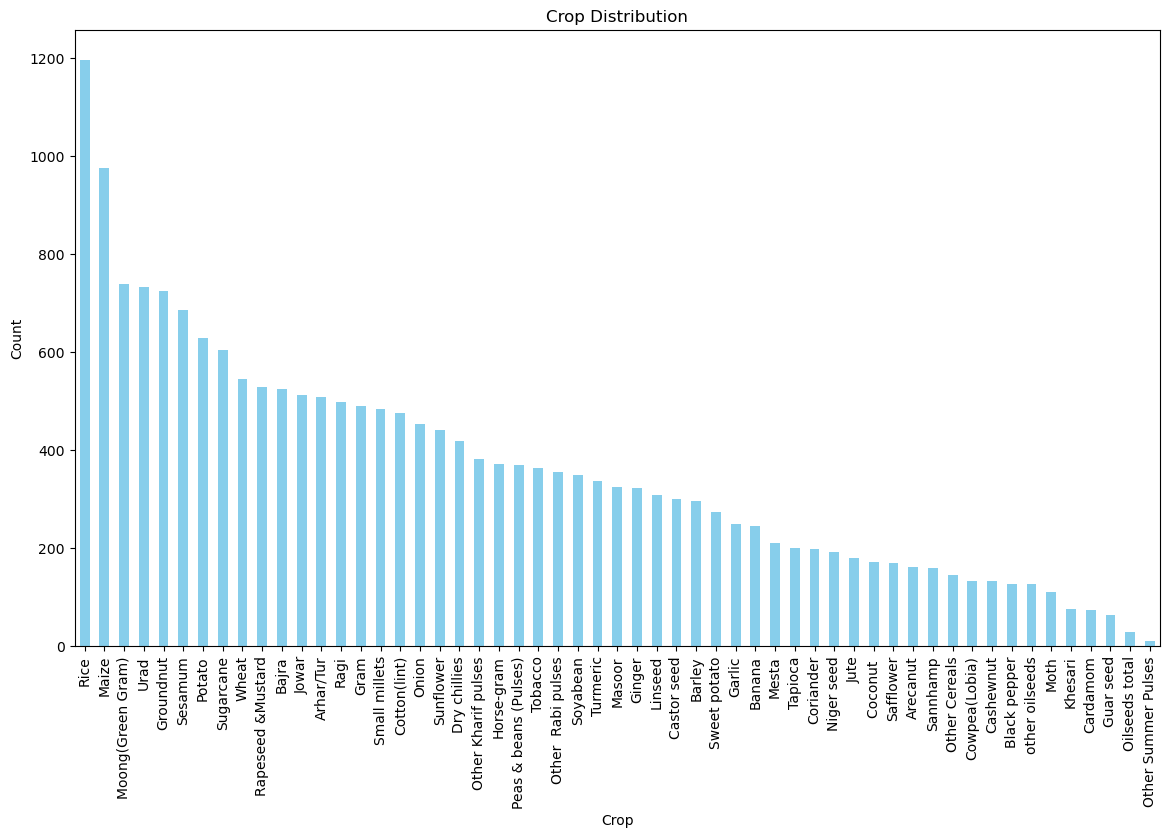 Crop Distribution
1200
1000
800
600
400
200
0
Count
Rice
Maize
Moong(Green Gram)
Urad
Groundnut
Sesamum
Potato
Sugarcane
Wheat
Rapeseed &Mustard
Bajra
Jowar
Arhar/Tur
Ragi
Gram
Small millets
Cotton(lint)
Onion
Sunflower
Dry chillies
Other Kharif pulses
Horse-gram
Peas & beans (Pulses)
Tobacco
Other  Rabi pulses
Soyabean
Turmeric
Masoor
Ginger
Linseed
Castor seed
Barley
Sweet potato
Garlic
Banana
Mesta
Tapioca
Coriander
Niger seed
Jute
Coconut
Safflower
Arecanut
Sannhamp
Other Cereals
Cowpea(Lobia)
Cashewnut
Black pepper
other oilseeds
Moth
Khesari
Cardamom
Guar seed
Oilseeds total
Other Summer Pulses
Crop